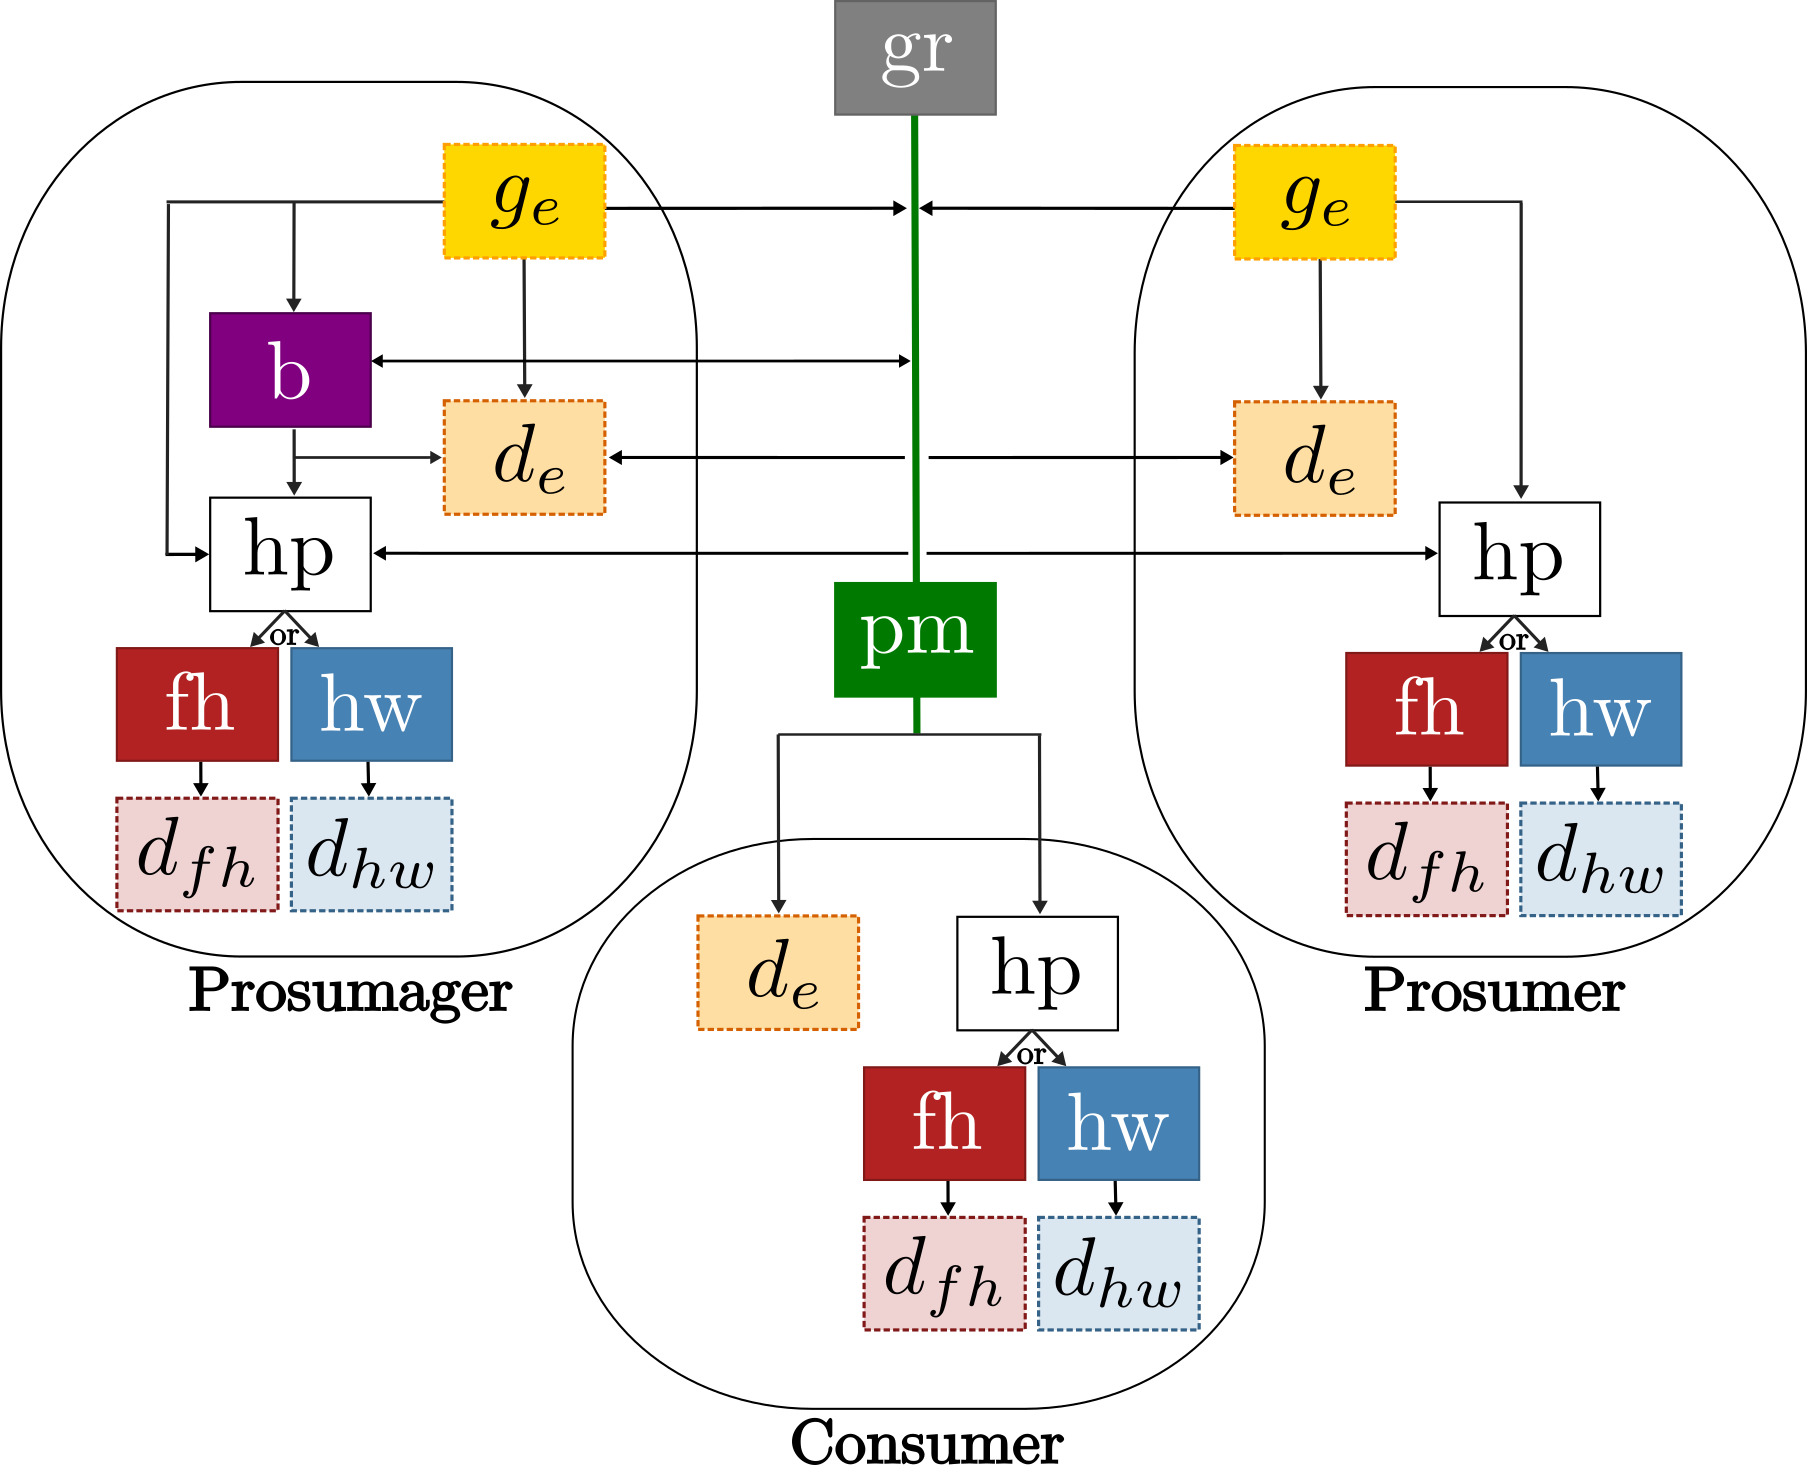 gr
g_e
b
d_e
hp
or
fh hw
d_{fh} d_{hw}
Prosumager
g_e
d_e
hp
or
fh hw
d_{fh} d_{hw}
Prosumer
pm
d_e
hp
or
fh hw
d_{fh} d_{hw}
Consumer